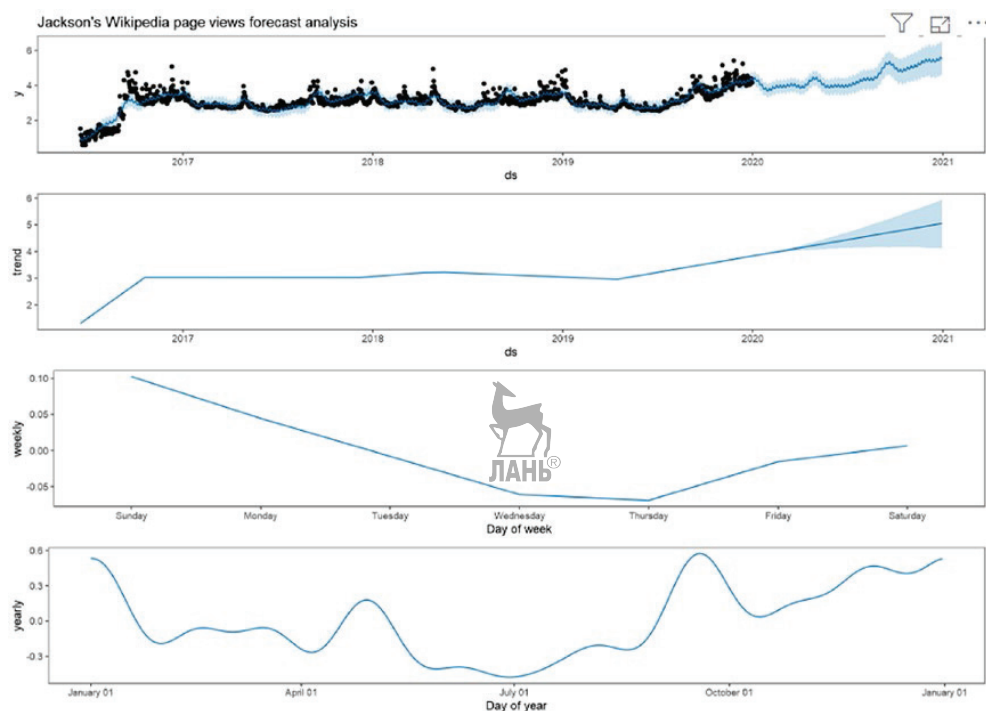 Jackson's Wikipedia page views forecast analysis
6
4
2
y
2017 2018 2019 2020 2021
ds
6
5
4
3
2
trend
2017 2018 2019 2020 2021
ds
0.10
0.05
0.00
-0.05
weekly
ЛАНЬ®
Sunday Monday Tuesday Wednesday Thursday Friday Saturday
Day of week
0.6
0.3
0.0
-0.3
yearly
January 01 April 01 July 01 October 01 January 01
Day of year